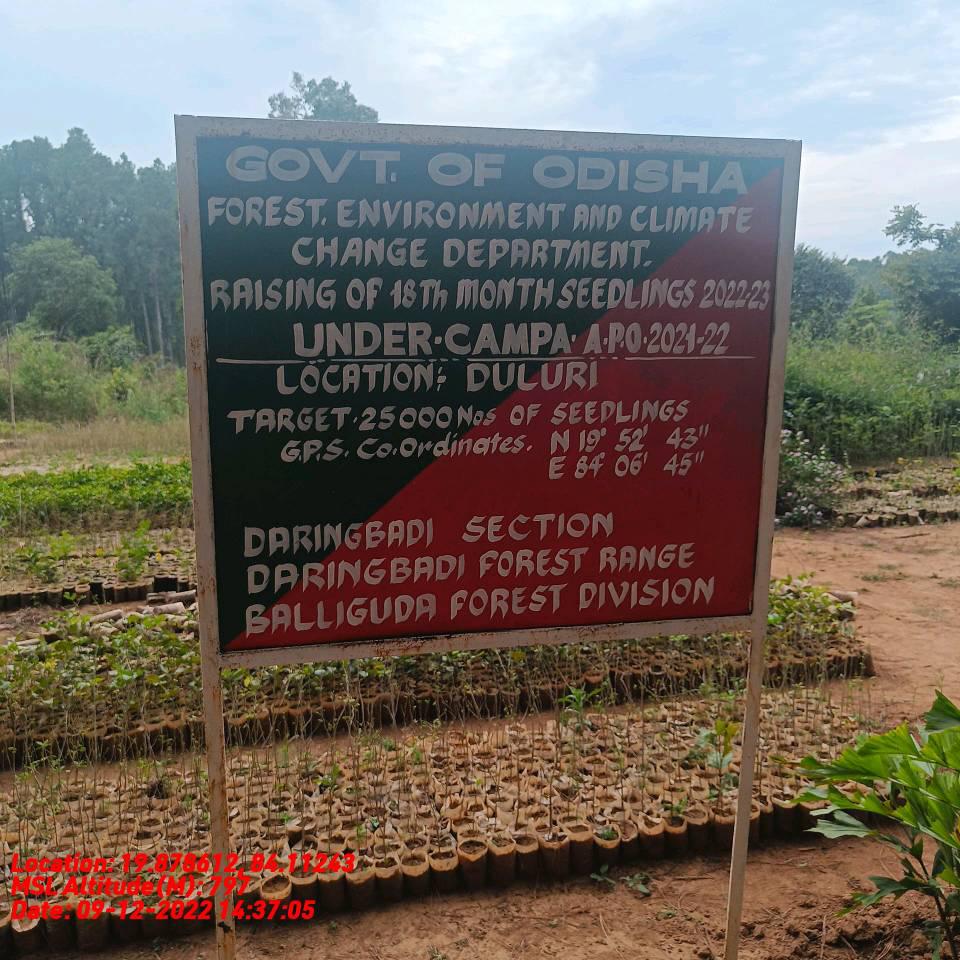 GOVT. OF ODISHA
FOREST, ENVIRONMENT AND CLIMATE
CHANGE DEPARTMENT.
RAISING OF 18Th MONTH SEEDLINGS 2022-23
UNDER-CAMPA. A.P.O-2021-22
LOCATION: DULURI
TARGET-25000 Nos OF SEEDLINGS
G.P.S. Co.Ordinates. N 19° 52' 43"
E 84° 06' 45"
DARINGBADI SECTION
DARINGBADI FOREST RANGE
BALLIGUDA FOREST DIVISION
Location: 19.878612, 84.11243
MSL Altitude(M): 797
Date: 09-12-2022 14:37:05